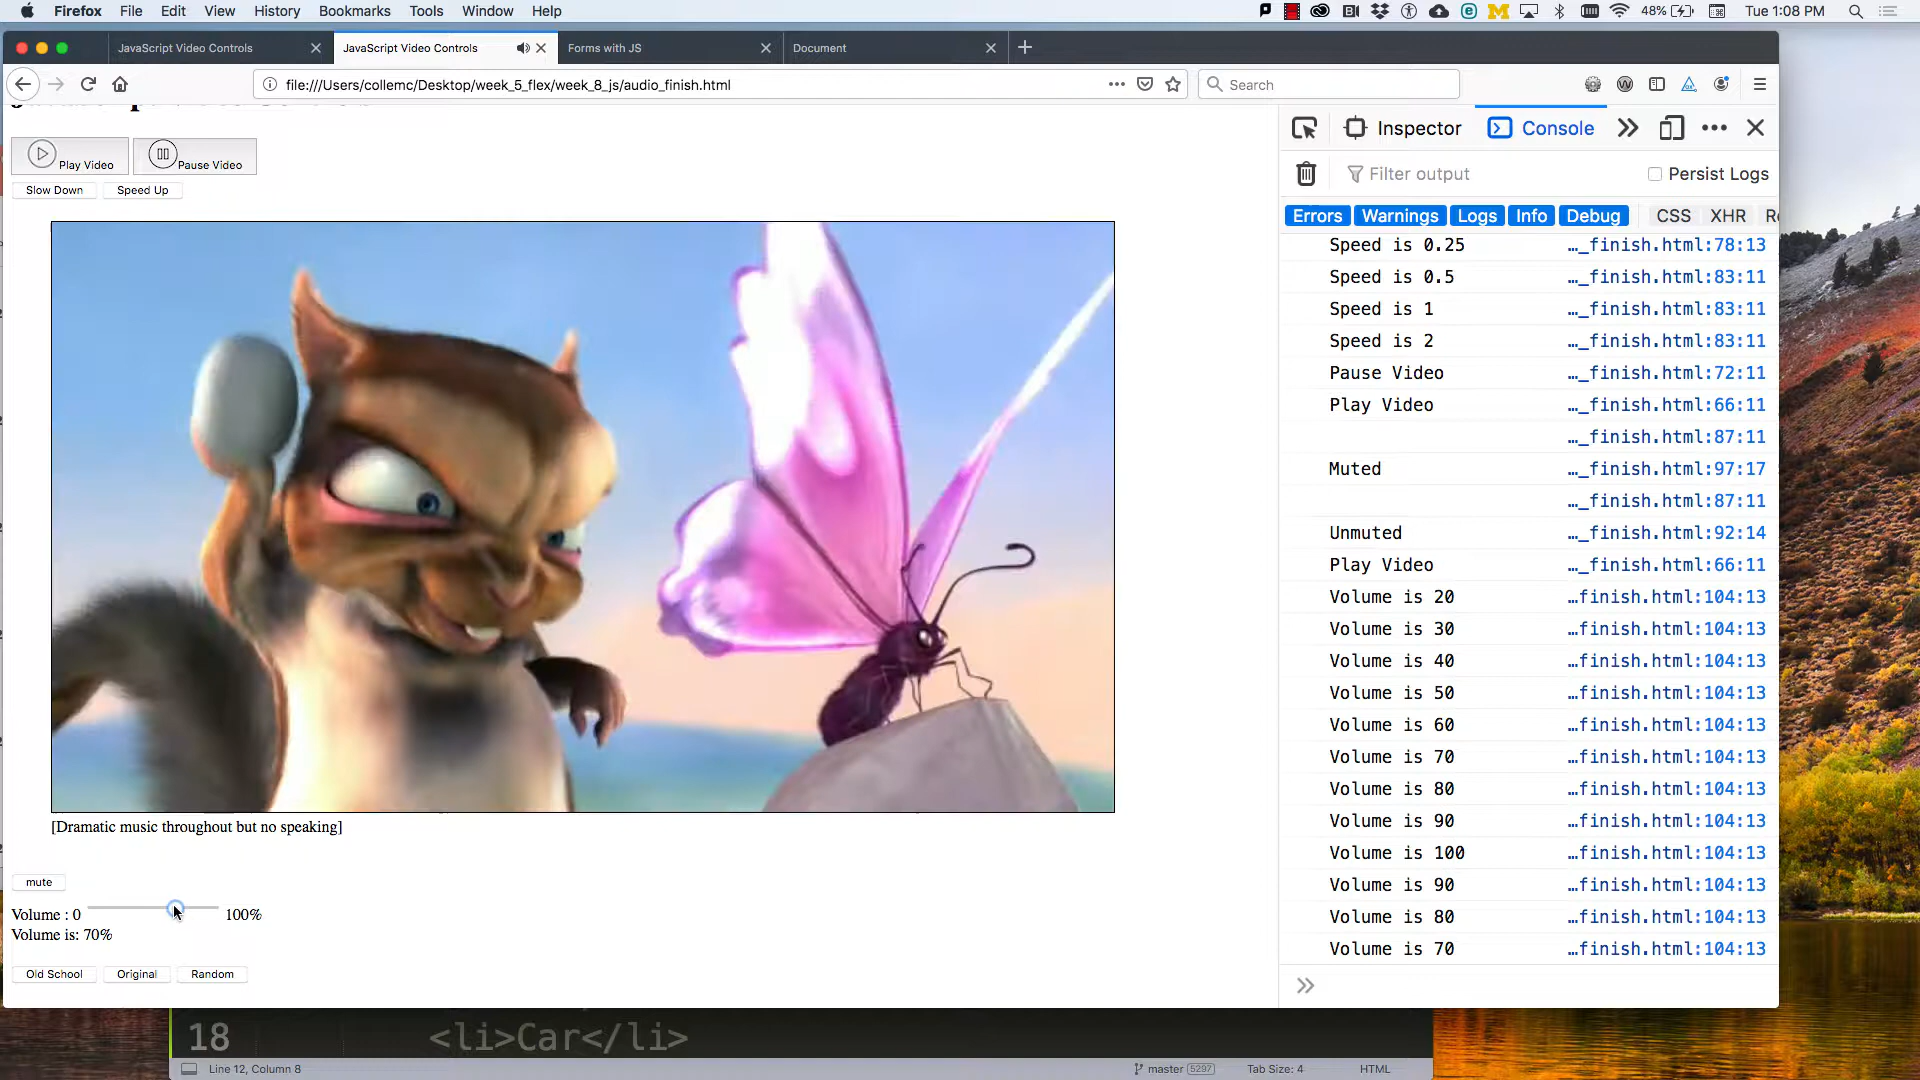 Firefox File Edit View History Bookmarks Tools Window Help
48% Tue 1:08 PM
JavaScript Video Controls
JavaScript Video Controls
Forms with JS
Document
file:///Users/collemc/Desktop/week_5_flex/week_8_js/audio_finish.html
Search
Play Video
Pause Video
Slow Down
Speed Up
[Dramatic music throughout but no speaking]
mute
Volume : 0 100%
Volume is: 70%
Old School Original Random
Inspector
Console
Filter output
Persist Logs
Errors Warnings Logs Info Debug CSS XHR
Speed is 0.25 …_finish.html:78:13
Speed is 0.5 …_finish.html:83:11
Speed is 1 …_finish.html:83:11
Speed is 2 …_finish.html:83:11
Pause Video …_finish.html:72:11
Play Video …_finish.html:66:11
…_finish.html:87:11
Muted …_finish.html:97:17
…_finish.html:87:11
Unmuted …_finish.html:92:14
Play Video …_finish.html:66:11
Volume is 20 …finish.html:104:13
Volume is 30 …finish.html:104:13
Volume is 40 …finish.html:104:13
Volume is 50 …finish.html:104:13
Volume is 60 …finish.html:104:13
Volume is 70 …finish.html:104:13
Volume is 80 …finish.html:104:13
Volume is 90 …finish.html:104:13
Volume is 100 …finish.html:104:13
Volume is 90 …finish.html:104:13
Volume is 80 …finish.html:104:13
Volume is 70 …finish.html:104:13
18 <li>Car</li>
Line 12, Column 8
master 5297
Tab Size: 4
HTML